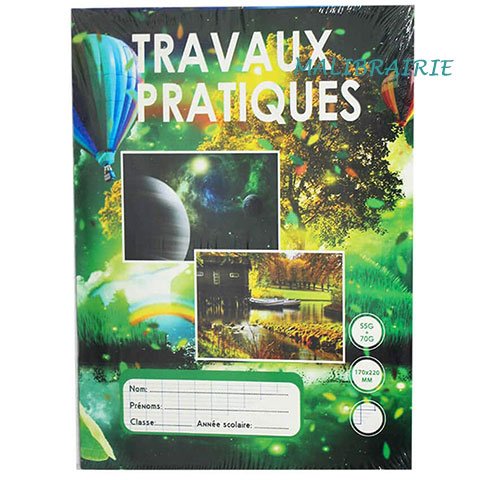 TRAVAUX
MALIBRAIRIE
PRATIQUES
55G
+
70G
170x220
MM
Nom:
Prénoms:
Classe: Année scolaire: